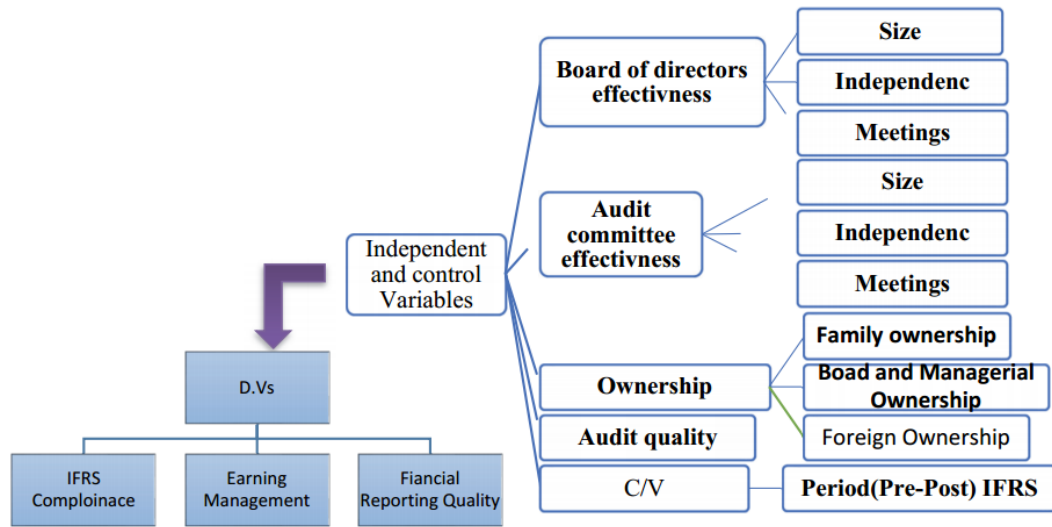 Size
Board of directors
effectivness
Independenc
Meetings
Size
Audit
committee
effectivness
Independenc
Meetings
Independent
and control
Variables
Family ownership
Ownership
Boad and Managerial
Ownership
Foreign Ownership
Audit quality
C/V
Period(Pre-Post) IFRS
D.Vs
IFRS
Comploinace
Earning
Management
Fiancial
Reporting Quality